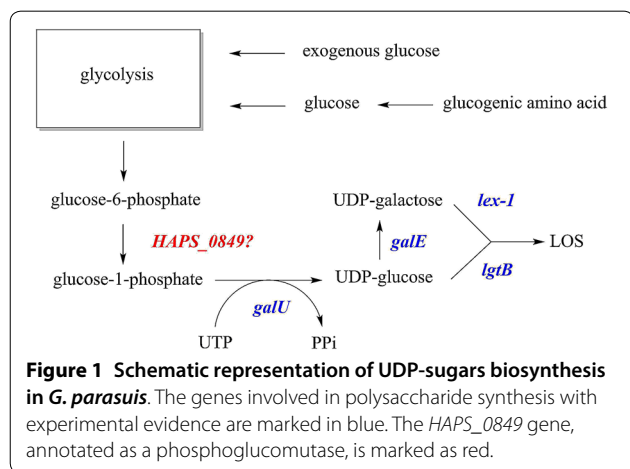 glycolysis
exogenous glucose
glucose
glucogenic amino acid
glucose-6-phosphate
HAPS_0849?
glucose-1-phosphate
UTP
galU
PPi
UDP-galactose
galE
UDP-glucose
lex-1
lgtB
LOS
Figure 1 Schematic representation of UDP-sugars biosynthesis
in G. parasuis. The genes involved in polysaccharide synthesis with
experimental evidence are marked in blue. The HAPS_0849 gene,
annotated as a phosphoglucomutase, is marked as red.